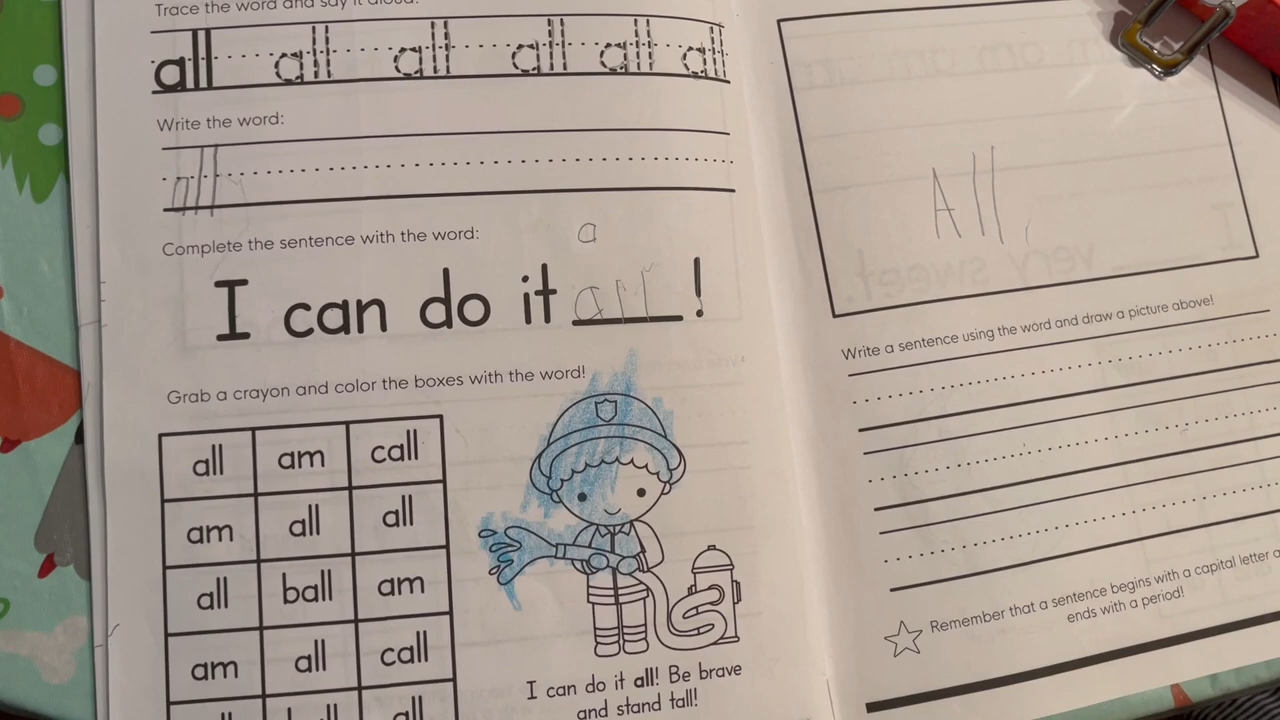 Trace the word and say it aloud:
all all all all all all
Write the word:
all
Complete the sentence with the word:
a
I can do it all!
Grab a crayon and color the boxes with the word!
all am call
am all all
all ball am
am all call
all
I can do it all! Be brave
and stand tall!
All
very sweet.
Write a sentence using the word and draw a picture above!
Remember that a sentence begins with a capital letter
ends with a period!